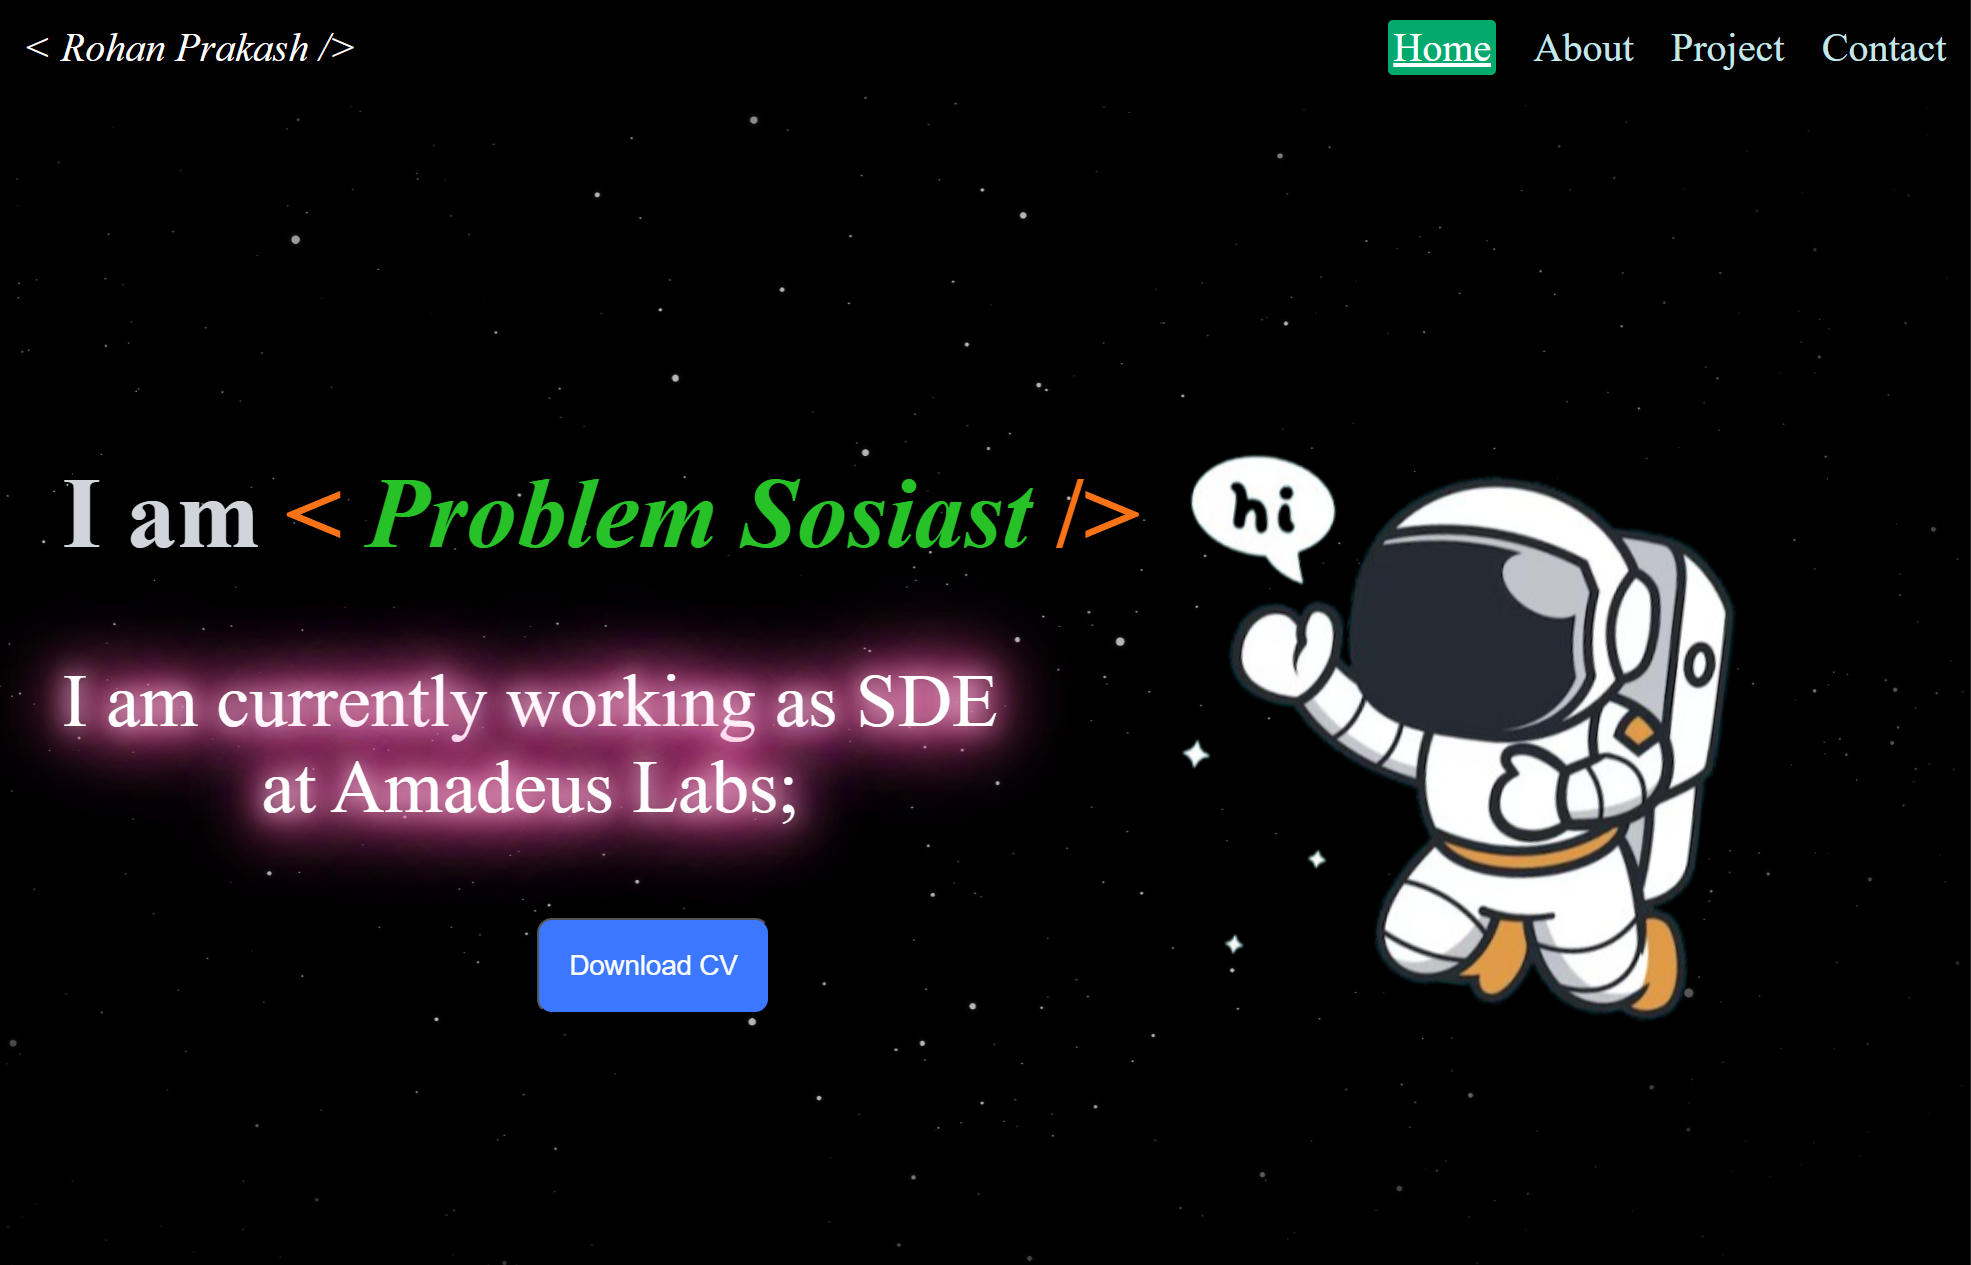 < Rohan Prakash />
Home About Project Contact
I am < Problem Sosiast />
hi
I am currently working as SDE
at Amadeus Labs;
Download CV